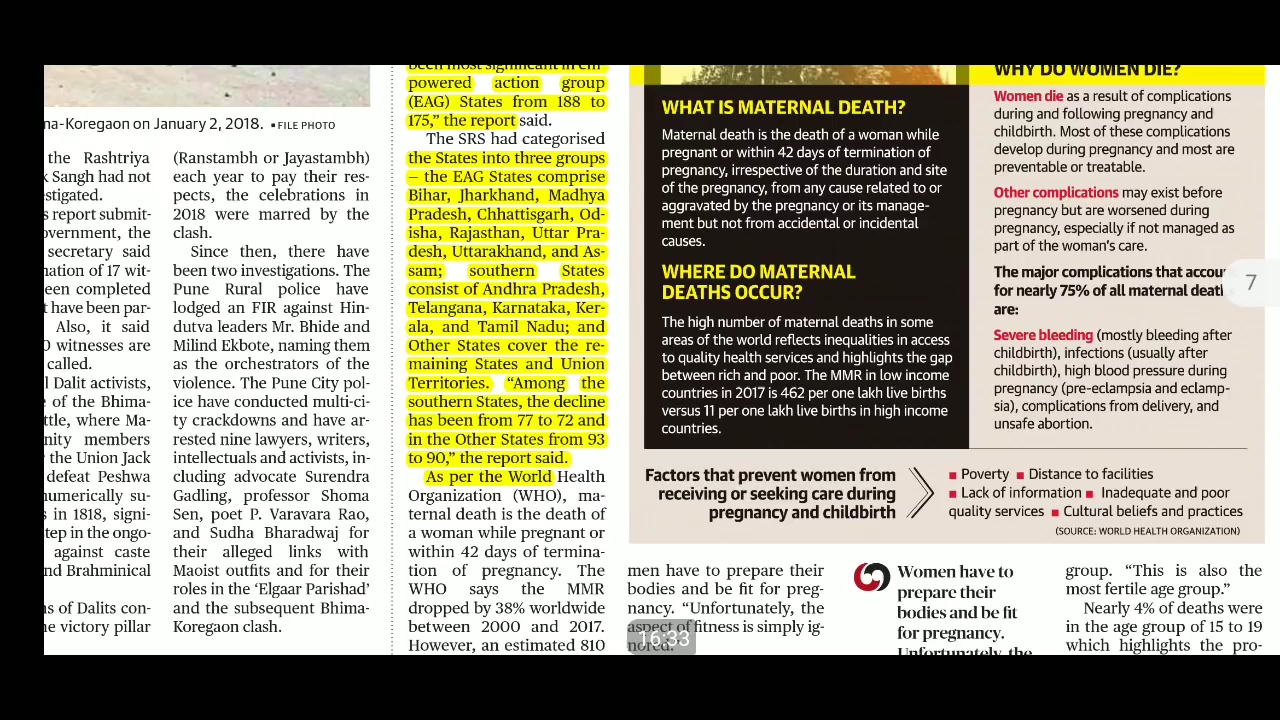 ma-Koregaon on January 2, 2018. ▪FILE PHOTO
the Rashtriya
Sangh had not
estigated.
s report submit-
overnment, the
secretary said
nation of 17 wit-
een completed
t have been par-
Also, it said
0 witnesses are
called.
l Dalit activists,
e of the Bhima-
ttle, where Ma-
nity members
the Union Jack
defeat Peshwa
numerically su-
s in 1818, signi-
tep in the ongo-
against caste
nd Brahminical
ns of Dalits con-
ne victory pillar
(Ranstambh or Jayastambh)
each year to pay their res-
pects, the celebrations in
2018 were marred by the
clash.
Since then, there have
been two investigations. The
Pune Rural police have
lodged an FIR against Hin-
dutva leaders Mr. Bhide and
Milind Ekbote, naming them
as the orchestrators of the
violence. The Pune City pol-
ice have conducted multi-ci-
ty crackdowns and have ar-
rested nine lawyers, writers,
intellectuals and activists, in-
cluding advocate Surendra
Gadling, professor Shoma
Sen, poet P. Varavara Rao,
and Sudha Bharadwaj for
their alleged links with
Maoist outfits and for their
roles in the ‘Elgaar Parishad’
and the subsequent Bhima-
Koregaon clash.
been most significant in em-
powered action group
(EAG) States from 188 to
175,” the report said.
The SRS had categorised
the States into three groups
– the EAG States comprise
Bihar, Jharkhand, Madhya
Pradesh, Chhattisgarh, Od-
isha, Rajasthan, Uttar Pra-
desh, Uttarakhand, and As-
sam; southern States
consist of Andhra Pradesh,
Telangana, Karnataka, Ker-
ala, and Tamil Nadu; and
Other States cover the re-
maining States and Union
Territories. “Among the
southern States, the decline
has been from 77 to 72 and
in the Other States from 93
to 90,” the report said.
As per the World Health
Organization (WHO), ma-
ternal death is the death of
a woman while pregnant or
within 42 days of termina-
tion of pregnancy. The
WHO says the MMR
dropped by 38% worldwide
between 2000 and 2017.
However, an estimated 810
WHAT IS MATERNAL DEATH?
Maternal death is the death of a woman while
pregnant or within 42 days of termination of
pregnancy, irrespective of the duration and site
of the pregnancy, from any cause related to or
aggravated by the pregnancy or its manage-
ment but not from accidental or incidental
causes.
WHERE DO MATERNAL
DEATHS OCCUR?
The high number of maternal deaths in some
areas of the world reflects inequalities in access
to quality health services and highlights the gap
between rich and poor. The MMR in low income
countries in 2017 is 462 per one lakh live births
versus 11 per one lakh live births in high income
countries.
WHY DO WOMEN DIE?
Women die as a result of complications
during and following pregnancy and
childbirth. Most of these complications
develop during pregnancy and most are
preventable or treatable.
Other complications may exist before
pregnancy but are worsened during
pregnancy, especially if not managed as
part of the woman's care.
The major complications that accoun
for nearly 75% of all maternal death
are:
Severe bleeding (mostly bleeding after
childbirth), infections (usually after
childbirth), high blood pressure during
pregnancy (pre-eclampsia and eclamp-
sia), complications from delivery, and
unsafe abortion.
7
Factors that prevent women from
receiving or seeking care during
pregnancy and childbirth
▪ Poverty ▪ Distance to facilities
▪ Lack of information ▪ Inadequate and poor
quality services ▪ Cultural beliefs and practices
(SOURCE: WORLD HEALTH ORGANIZATION)
men have to prepare their
bodies and be fit for preg-
nancy. “Unfortunately, the
aspect of fitness is simply ig-
nored.
16:33
Women have to
prepare their
bodies and be fit
for pregnancy.
Unfortunately, the
group. “This is also the
most fertile age group.”
Nearly 4% of deaths were
in the age group of 15 to 19
which highlights the pro-